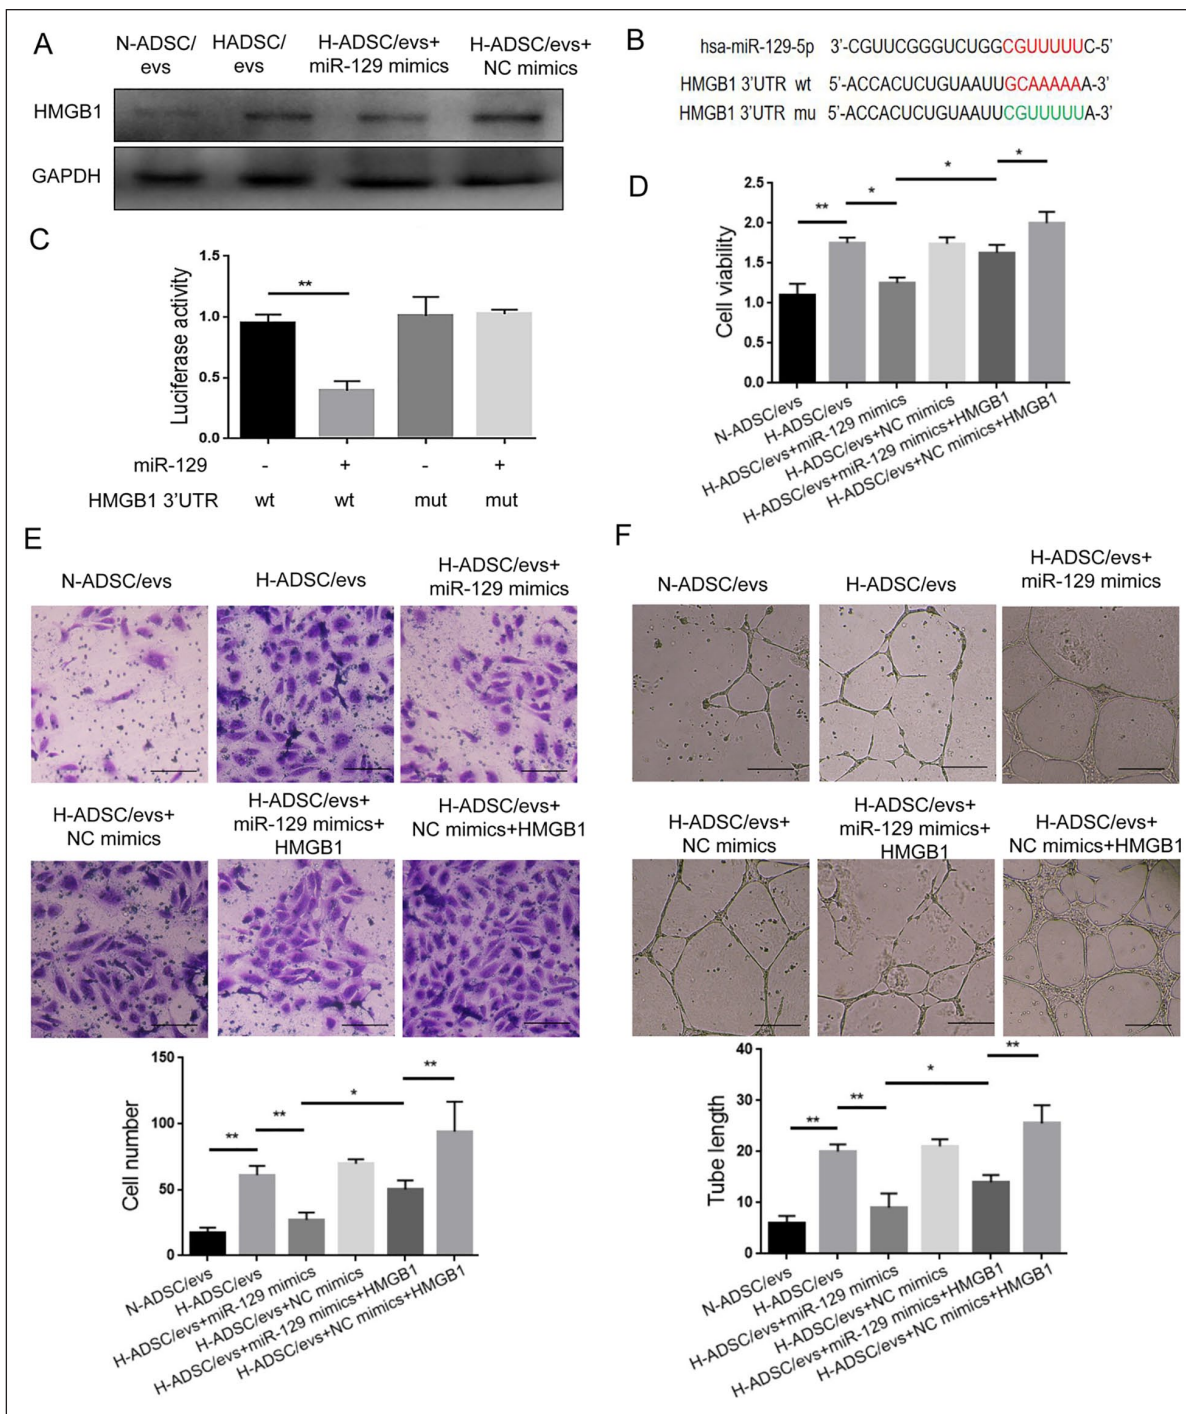 A
N-ADSC/
evs
HADSC/
evs
H-ADSC/evs+
miR-129 mimics
H-ADSC/evs+
NC mimics
HMGB1
GAPDH
B
hsa-miR-129-5p 3'-CGUUCGGGUCUGGCGUUUUUC-5'
HMGB1 3'UTR wt 5'-ACCACUCUGUAAUUGCAAAAAA-3'
HMGB1 3'UTR mu 5'-ACCACUCUGUAAUUCGUUUUUA-3'
C
Luciferase activity
1.5
1.0
0.5
0.0
**
miR-129 - + - +
HMGB1 3'UTR wt wt mut mut
D
Cell viability
2.5
2.0
1.5
1.0
0.5
0.0
**
*
*
*
N-ADSC/evs
H-ADSC/evs
H-ADSC/evs+miR-129 mimics
H-ADSC/evs+NC mimics
H-ADSC/evs+miR-129 mimics+HMGB1
H-ADSC/evs+NC mimics+HMGB1
E
N-ADSC/evs
H-ADSC/evs
H-ADSC/evs+
miR-129 mimics
H-ADSC/evs+
NC mimics
H-ADSC/evs+
miR-129 mimics+
HMGB1
H-ADSC/evs+
NC mimics+HMGB1
Cell number
150
100
50
0
**
**
*
**
N-ADSC/evs
H-ADSC/evs
H-ADSC/evs+miR-129 mimics
H-ADSC/evs+NC mimics
H-ADSC/evs+miR-129 mimics+HMGB1
H-ADSC/evs+NC mimics+HMGB1
F
N-ADSC/evs
H-ADSC/evs
H-ADSC/evs+
miR-129 mimics
H-ADSC/evs+
NC mimics
H-ADSC/evs+
miR-129 mimics+
HMGB1
H-ADSC/evs+
NC mimics+HMGB1
Tube length
40
30
20
10
0
**
**
*
**
N-ADSC/evs
H-ADSC/evs
H-ADSC/evs+miR-129 mimics
H-ADSC/evs+NC mimics
H-ADSC/evs+miR-129 mimics+HMGB1
H-ADSC/evs+NC mimics+HMGB1